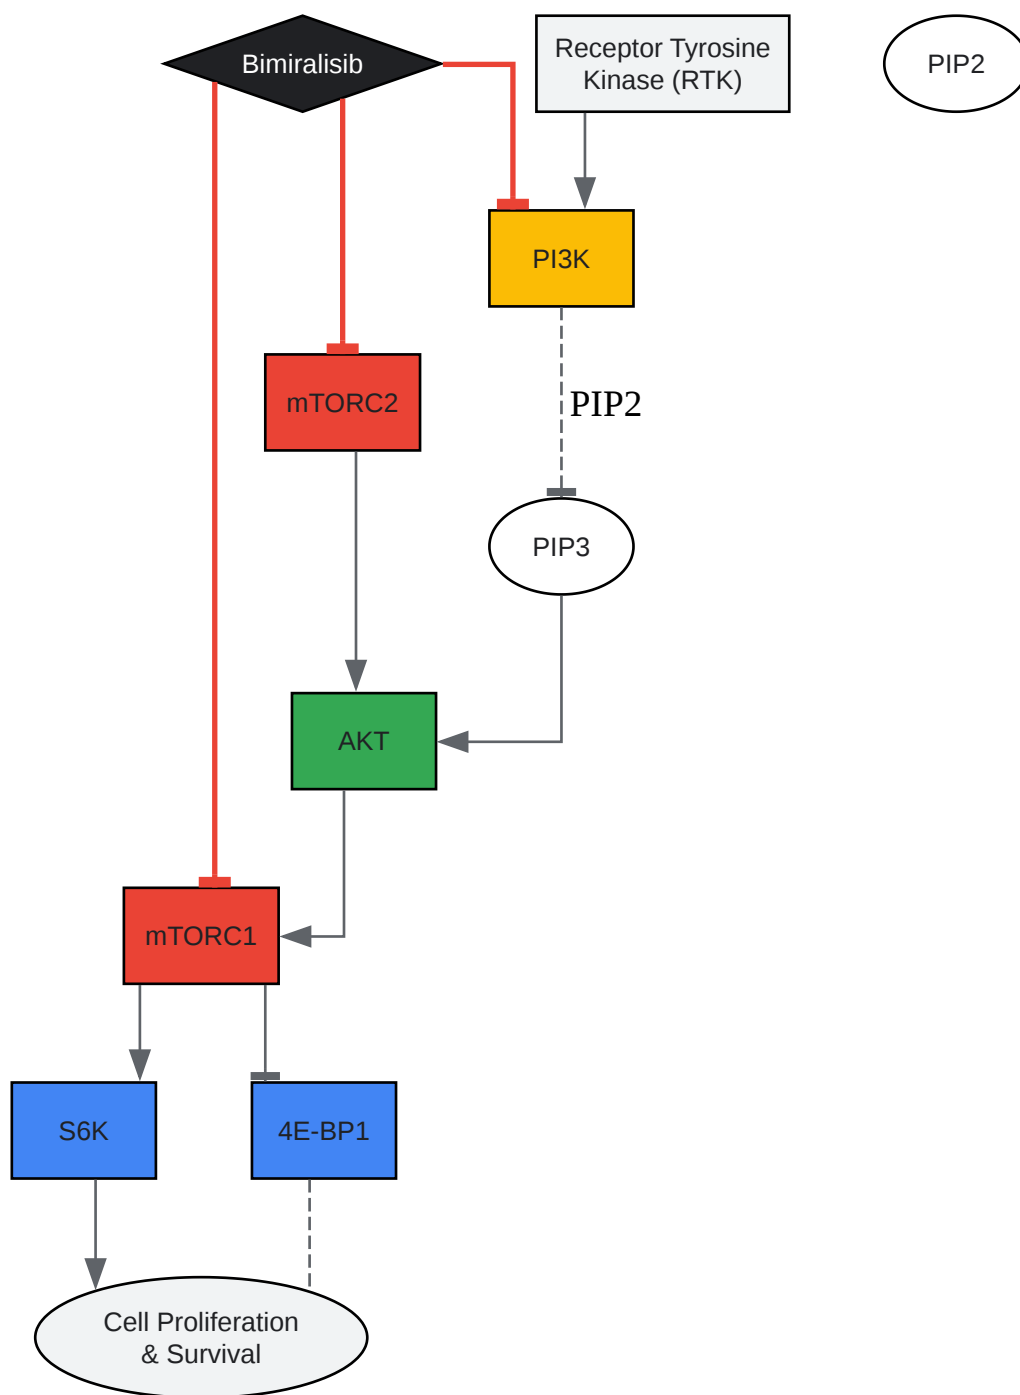 Bimiralisib
Receptor Tyrosine
Kinase (RTK)
PIP2
PI3K
mTORC2
PIP2
PIP3
AKT
mTORC1
S6K
4E-BP1
Cell Proliferation
& Survival